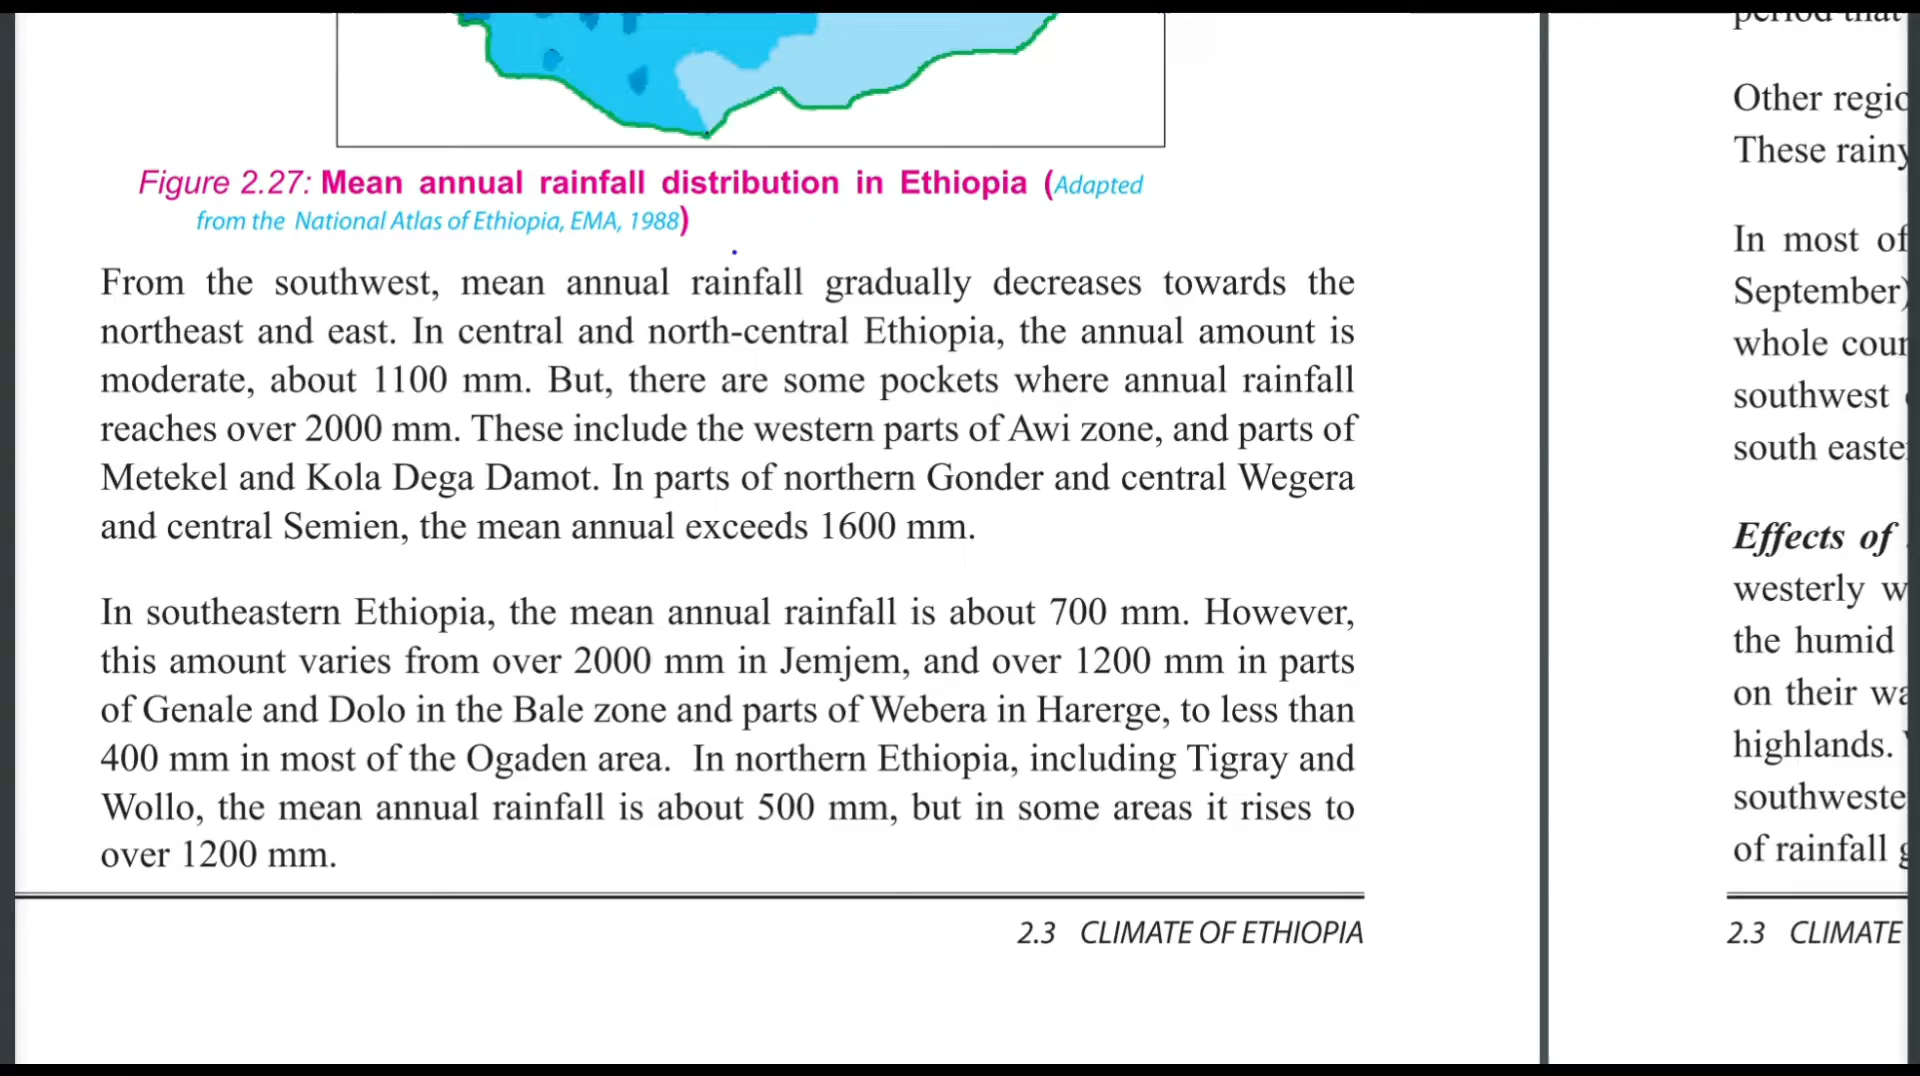 Figure 2.27: Mean annual rainfall distribution in Ethiopia (Adapted
from the National Atlas of Ethiopia, EMA, 1988)
From the southwest, mean annual rainfall gradually decreases towards the
northeast and east. In central and north-central Ethiopia, the annual amount is
moderate, about 1100 mm. But, there are some pockets where annual rainfall
reaches over 2000 mm. These include the western parts of Awi zone, and parts of
Metekel and Kola Dega Damot. In parts of northern Gonder and central Wegera
and central Semien, the mean annual exceeds 1600 mm.
In southeastern Ethiopia, the mean annual rainfall is about 700 mm. However,
this amount varies from over 2000 mm in Jemjem, and over 1200 mm in parts
of Genale and Dolo in the Bale zone and parts of Webera in Harerge, to less than
400 mm in most of the Ogaden area. In northern Ethiopia, including Tigray and
Wollo, the mean annual rainfall is about 500 mm, but in some areas it rises to
over 1200 mm.
2.3 CLIMATE OF ETHIOPIA
period that
Other
These rainy
In most of
September)
whole
southwest
south
Effects of
westerly
the humid
on their
highlands.
of rainfall
2.3 CLIMATE